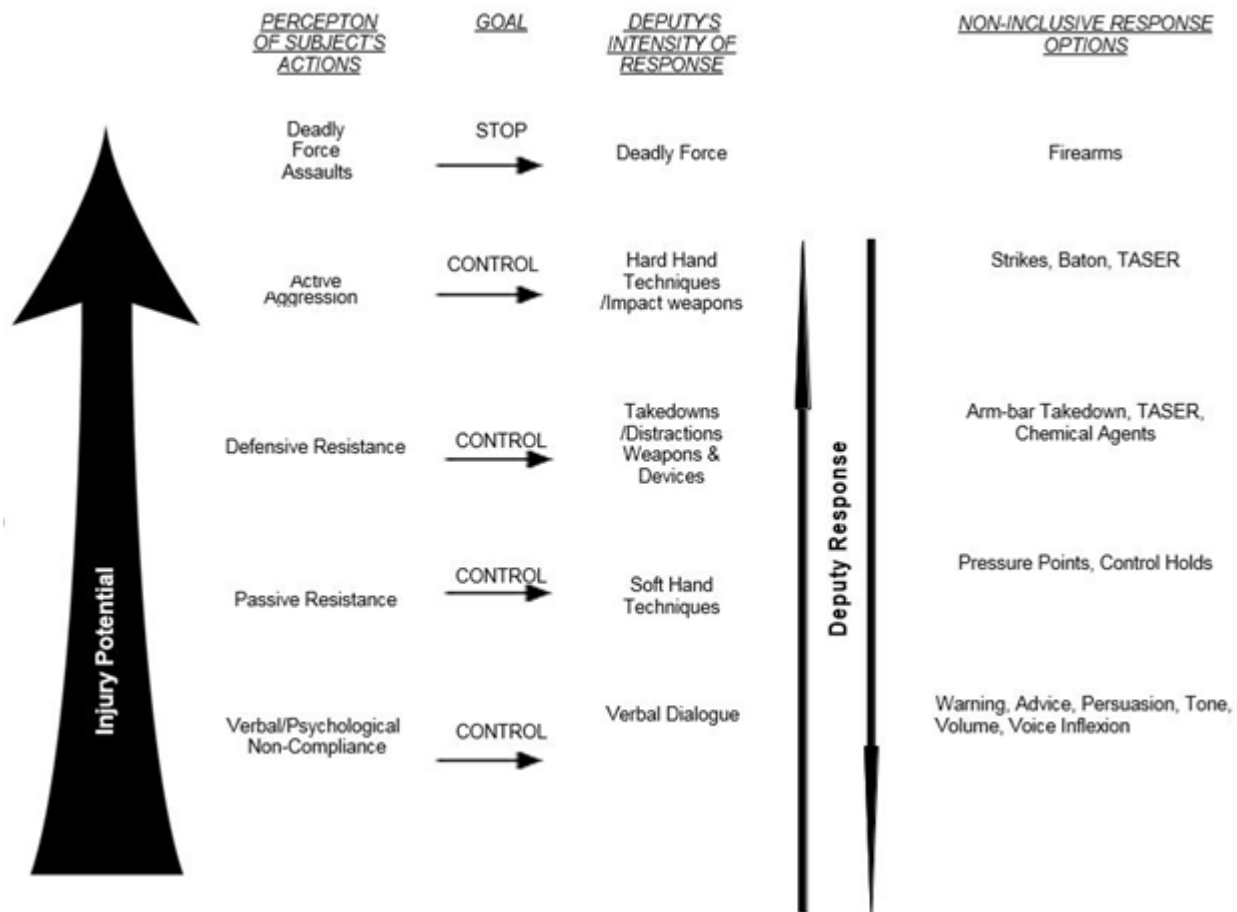 PERCEPTON
OF SUBJECT'S
ACTIONS
GOAL
DEPUTY'S
INTENSITY OF
RESPONSE
NON-INCLUSIVE RESPONSE
OPTIONS
Deadly
Force
Assaults
STOP
Deadly Force
Firearms
Active
Aggression
CONTROL
Hard Hand
Techniques
/Impact weapons
Strikes, Baton, TASER
Defensive Resistance
CONTROL
Takedowns
/Distractions
Weapons &
Devices
Arm-bar Takedown, TASER,
Chemical Agents
Passive Resistance
CONTROL
Soft Hand
Techniques
Pressure Points, Control Holds
Verbal/Psychological
Non-Compliance
CONTROL
Verbal Dialogue
Warning, Advice, Persuasion, Tone,
Volume, Voice Inflexion
Injury Potential
Deputy Response